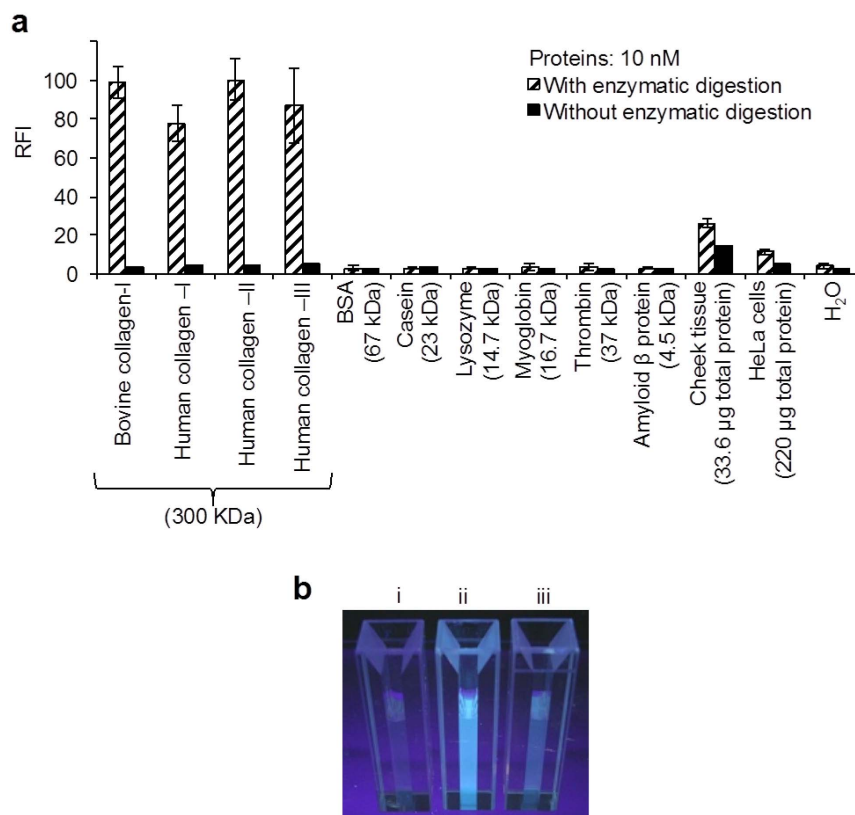 a
Proteins: 10 nM
With enzymatic digestion
Without enzymatic digestion
RFI
100
80
60
40
20
0
Bovine collagen-I
Human collagen –I
Human collagen –II
Human collagen –III
(300 KDa)
BSA
(67 kDa)
Casein
(23 kDa)
Lysozyme
(14.7 kDa)
Myoglobin
(16.7 kDa)
Thrombin
(37 kDa)
Amyloid β protein
(4.5 kDa)
Cheek tissue
(33.6 µg total protein)
HeLa cells
(220 µg total protein)
H₂O
b
i ii iii